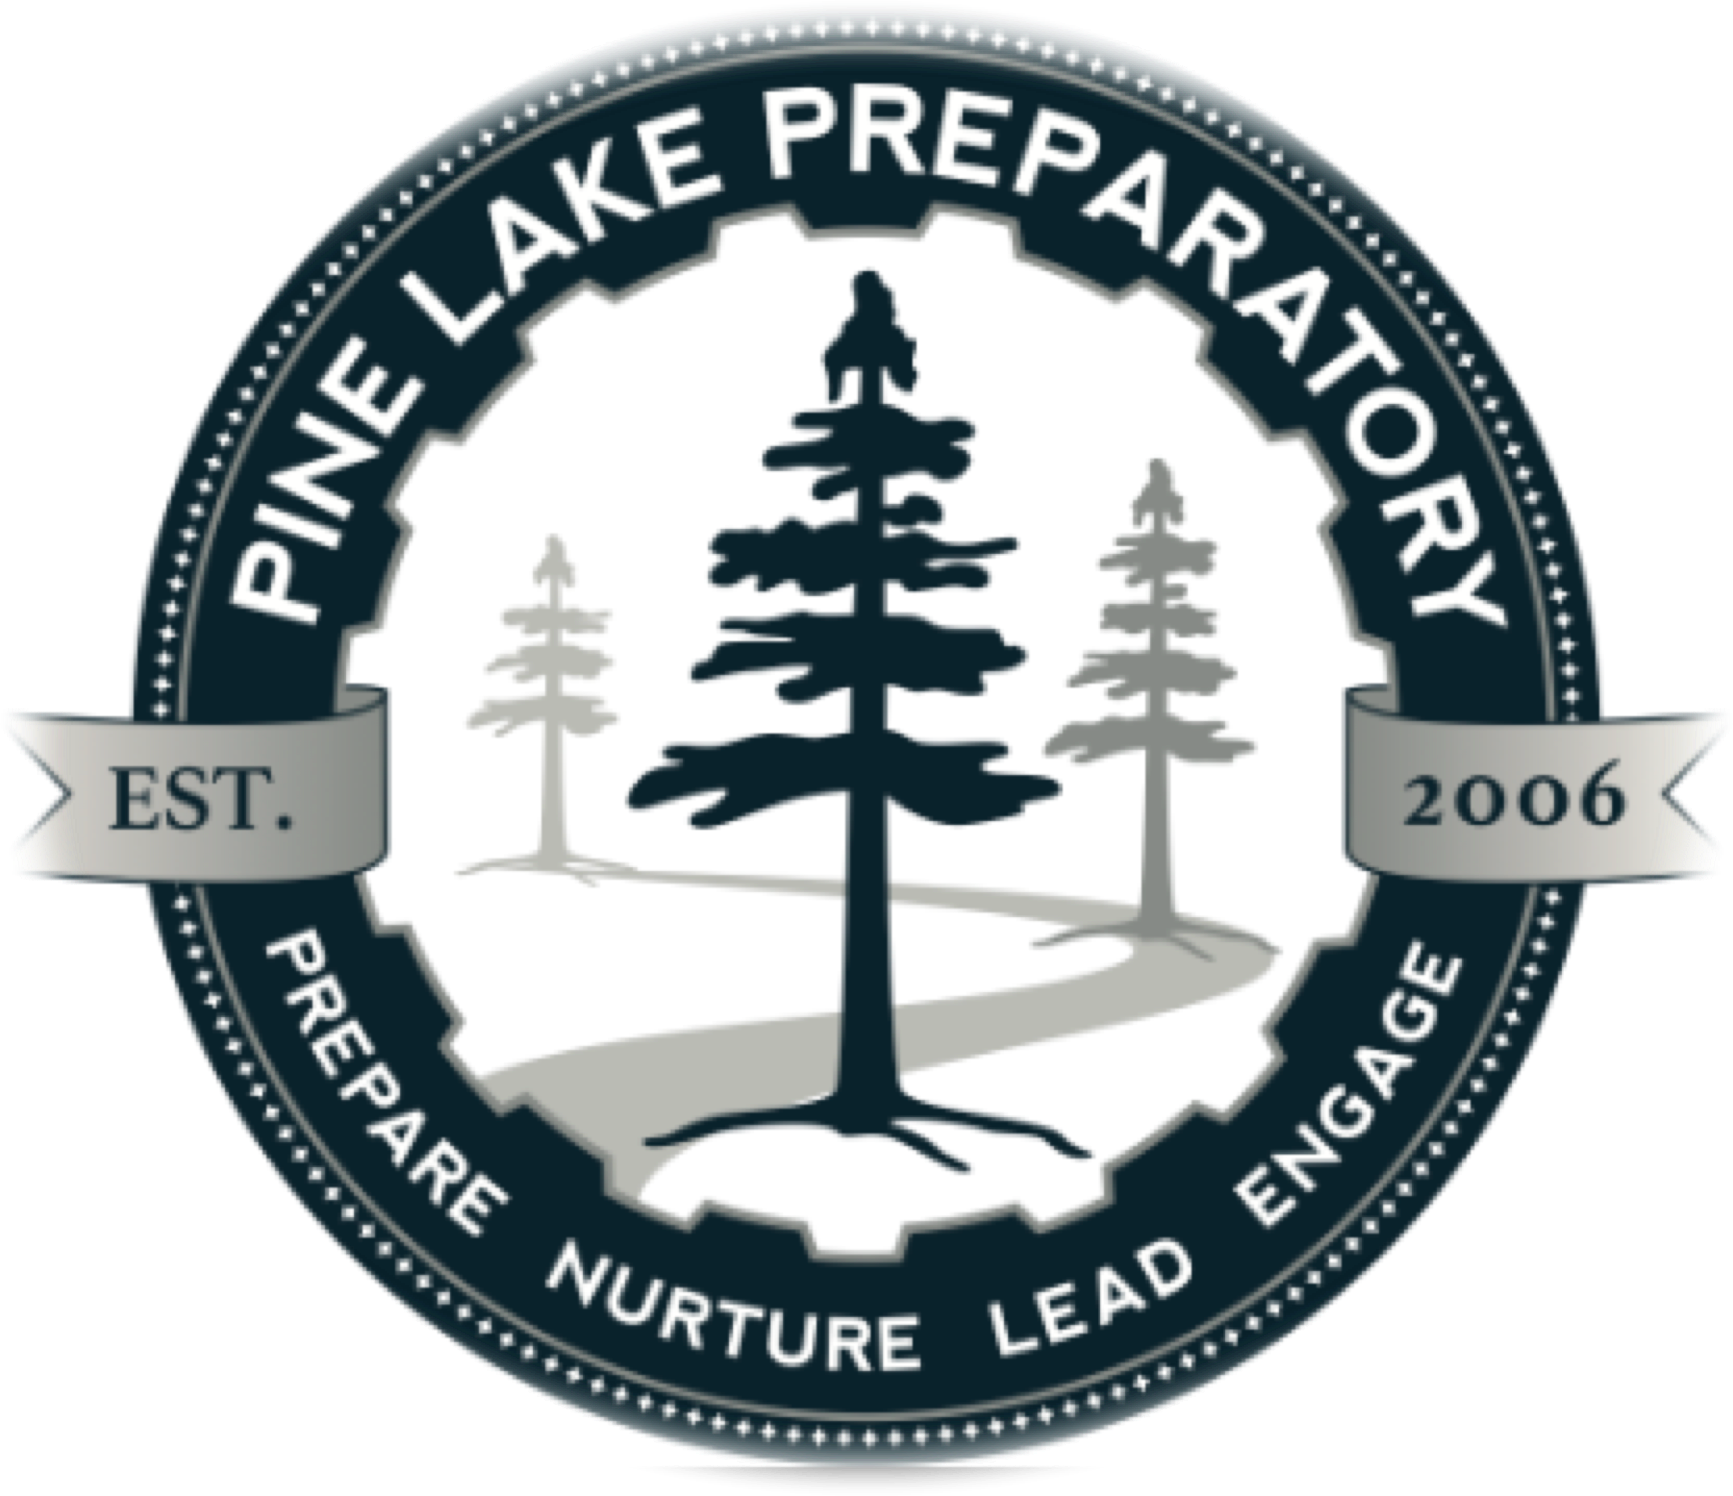 PINE LAKE PREPARATORY
EST.
2006
PREPARE NURTURE LEAD ENGAGE